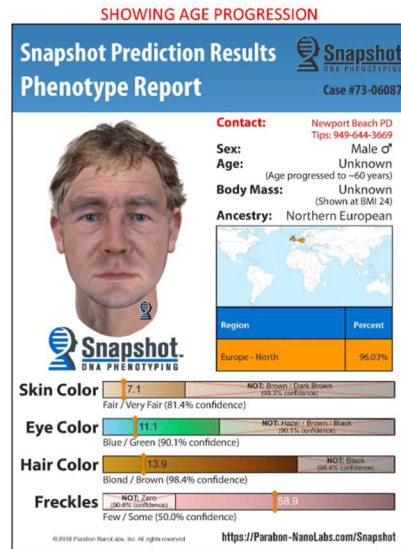 SHOWING AGE PROGRESSION
Snapshot Prediction Results
Phenotype Report
Snapshot
DNA PHENOTYPING
Case #73-06087
Contact: Newport Beach PD
Tips: 949-644-3669
Sex: Male ♂
Age: Unknown
(Age progressed to ~60 years)
Body Mass: Unknown
(Shown at BMI 24)
Ancestry: Northern European
Region Percent
Europe - North 96.03%
Snapshot™
DNA PHENOTYPING
Skin Color 7.1 NOT: Brown / Dark Brown
(99.3% confidence)
Fair / Very Fair (81.4% confidence)
Eye Color 11.1 NOT: Hazel / Brown / Black
(90.1% confidence)
Blue / Green (90.1% confidence)
Hair Color 13.9 NOT: Black
(98.4% confidence)
Blond / Brown (98.4% confidence)
Freckles NOT: Zero 58.9
(90.6% confidence)
Few / Some (50.0% confidence)
©2018 Parabon NanoLabs, Inc. All rights reserved https://Parabon-NanoLabs.com/Snapshot